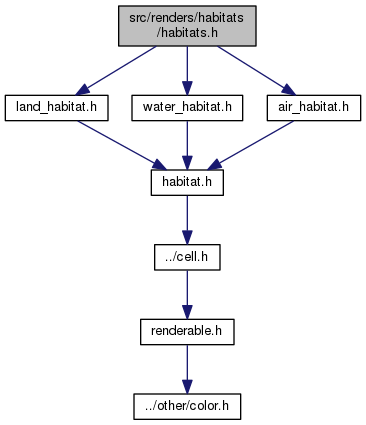 src/renders/habitats
/habitats.h
land_habitat.h
water_habitat.h
air_habitat.h
habitat.h
../cell.h
renderable.h
../other/color.h